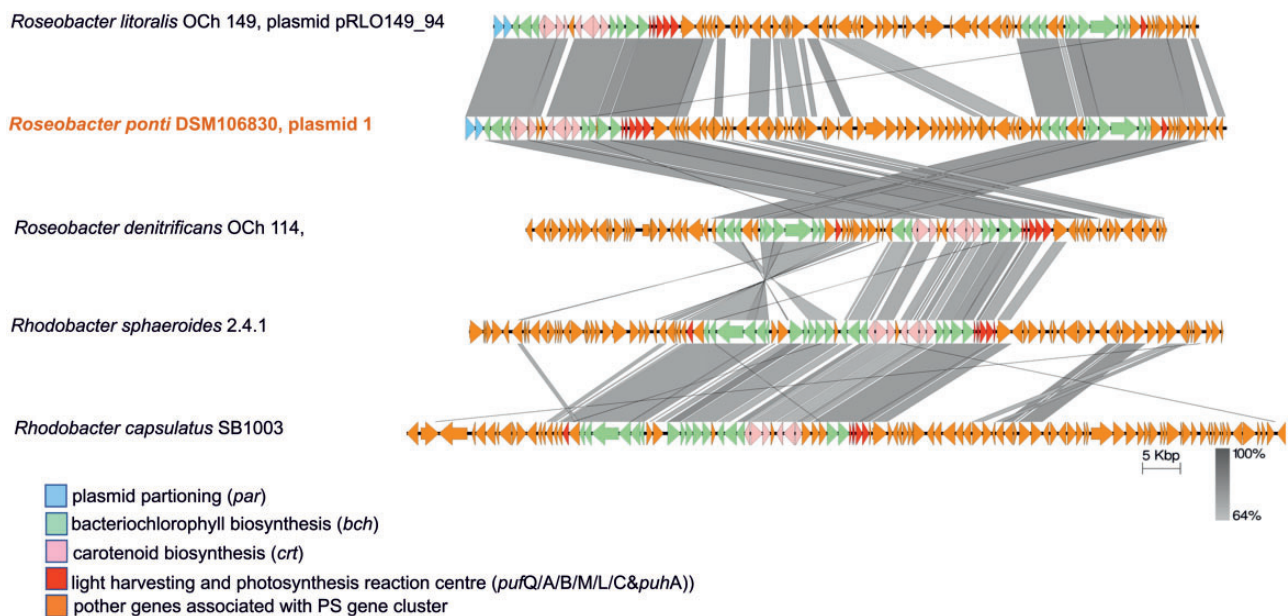 Roseobacter litoralis OCh 149, plasmid pRLO149_94
Roseobacter ponti DSM106830, plasmid 1
Roseobacter denitrificans OCh 114,
Rhodobacter sphaeroides 2.4.1
Rhodobacter capsulatus SB1003
5 Kbp
100%
64%
plasmid partioning (par)
bacteriochlorophyll biosynthesis (bch)
carotenoid biosynthesis (crt)
light harvesting and photosynthesis reaction centre (pufQ/A/B/M/L/C&puhA))
pother genes associated with PS gene cluster